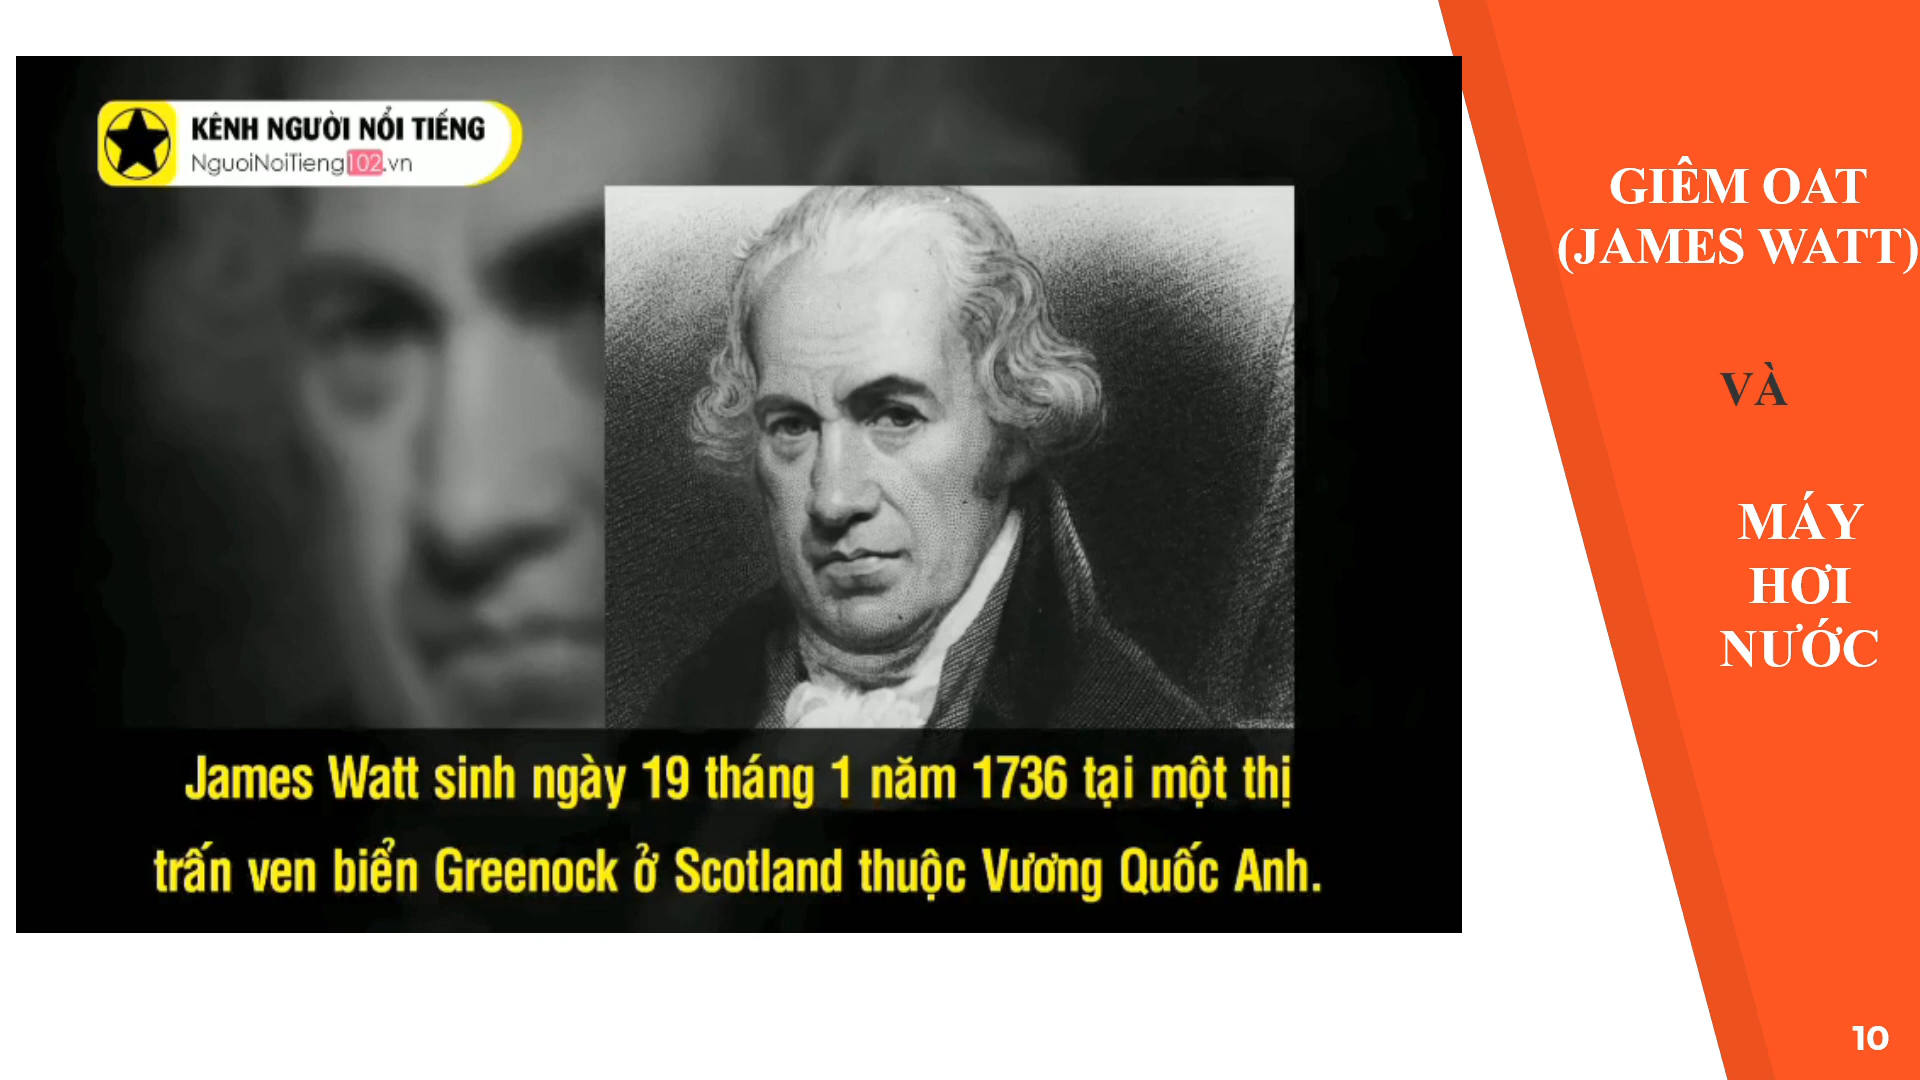 KÊNH NGƯỜI NỔI TIẾNG
NguoiNoiTieng102.vn
James Watt sinh ngày 19 tháng 1 năm 1736 tại một thị
trấn ven biển Greenock ở Scotland thuộc Vương Quốc Anh.
GIÊM OAT
(JAMES WATT)
VÀ
MÁY
HƠI
NƯỚC
10